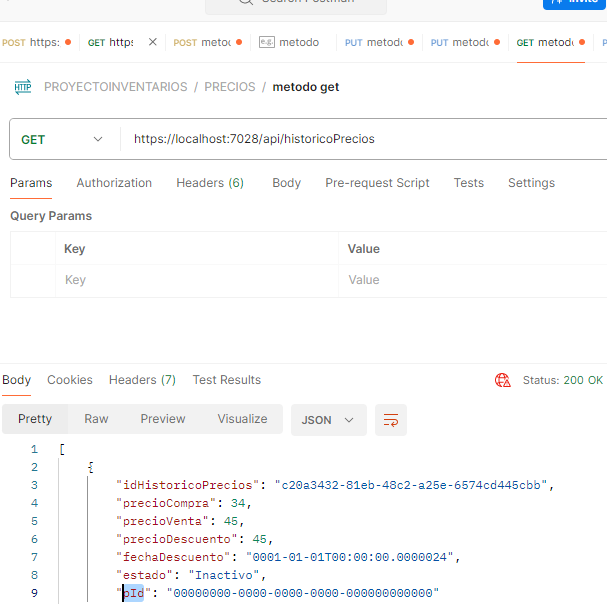 Search Postman
Invite
POST https:
GET https
POST metoc
e.g. metodo
PUT metodo
PUT metodo
GET metodo
HTTP PROYECTOINVENTARIOS / PRECIOS / metodo get
GET https://localhost:7028/api/historicoPrecios
Params Authorization Headers (6) Body Pre-request Script Tests Settings
Query Params
Key Value
Key Value
Body Cookies Headers (7) Test Results Status: 200 OK
Pretty Raw Preview Visualize JSON
1 [
2 {
3 "idHistoricoPrecios": "c20a3432-81eb-48c2-a25e-6574cd445cbb",
4 "precioCompra": 34,
5 "precioVenta": 45,
6 "precioDescuento": 45,
7 "fechaDescuento": "0001-01-01T00:00:00.0000024",
8 "estado": "Inactivo",
9 "pId": "00000000-0000-0000-0000-000000000000"